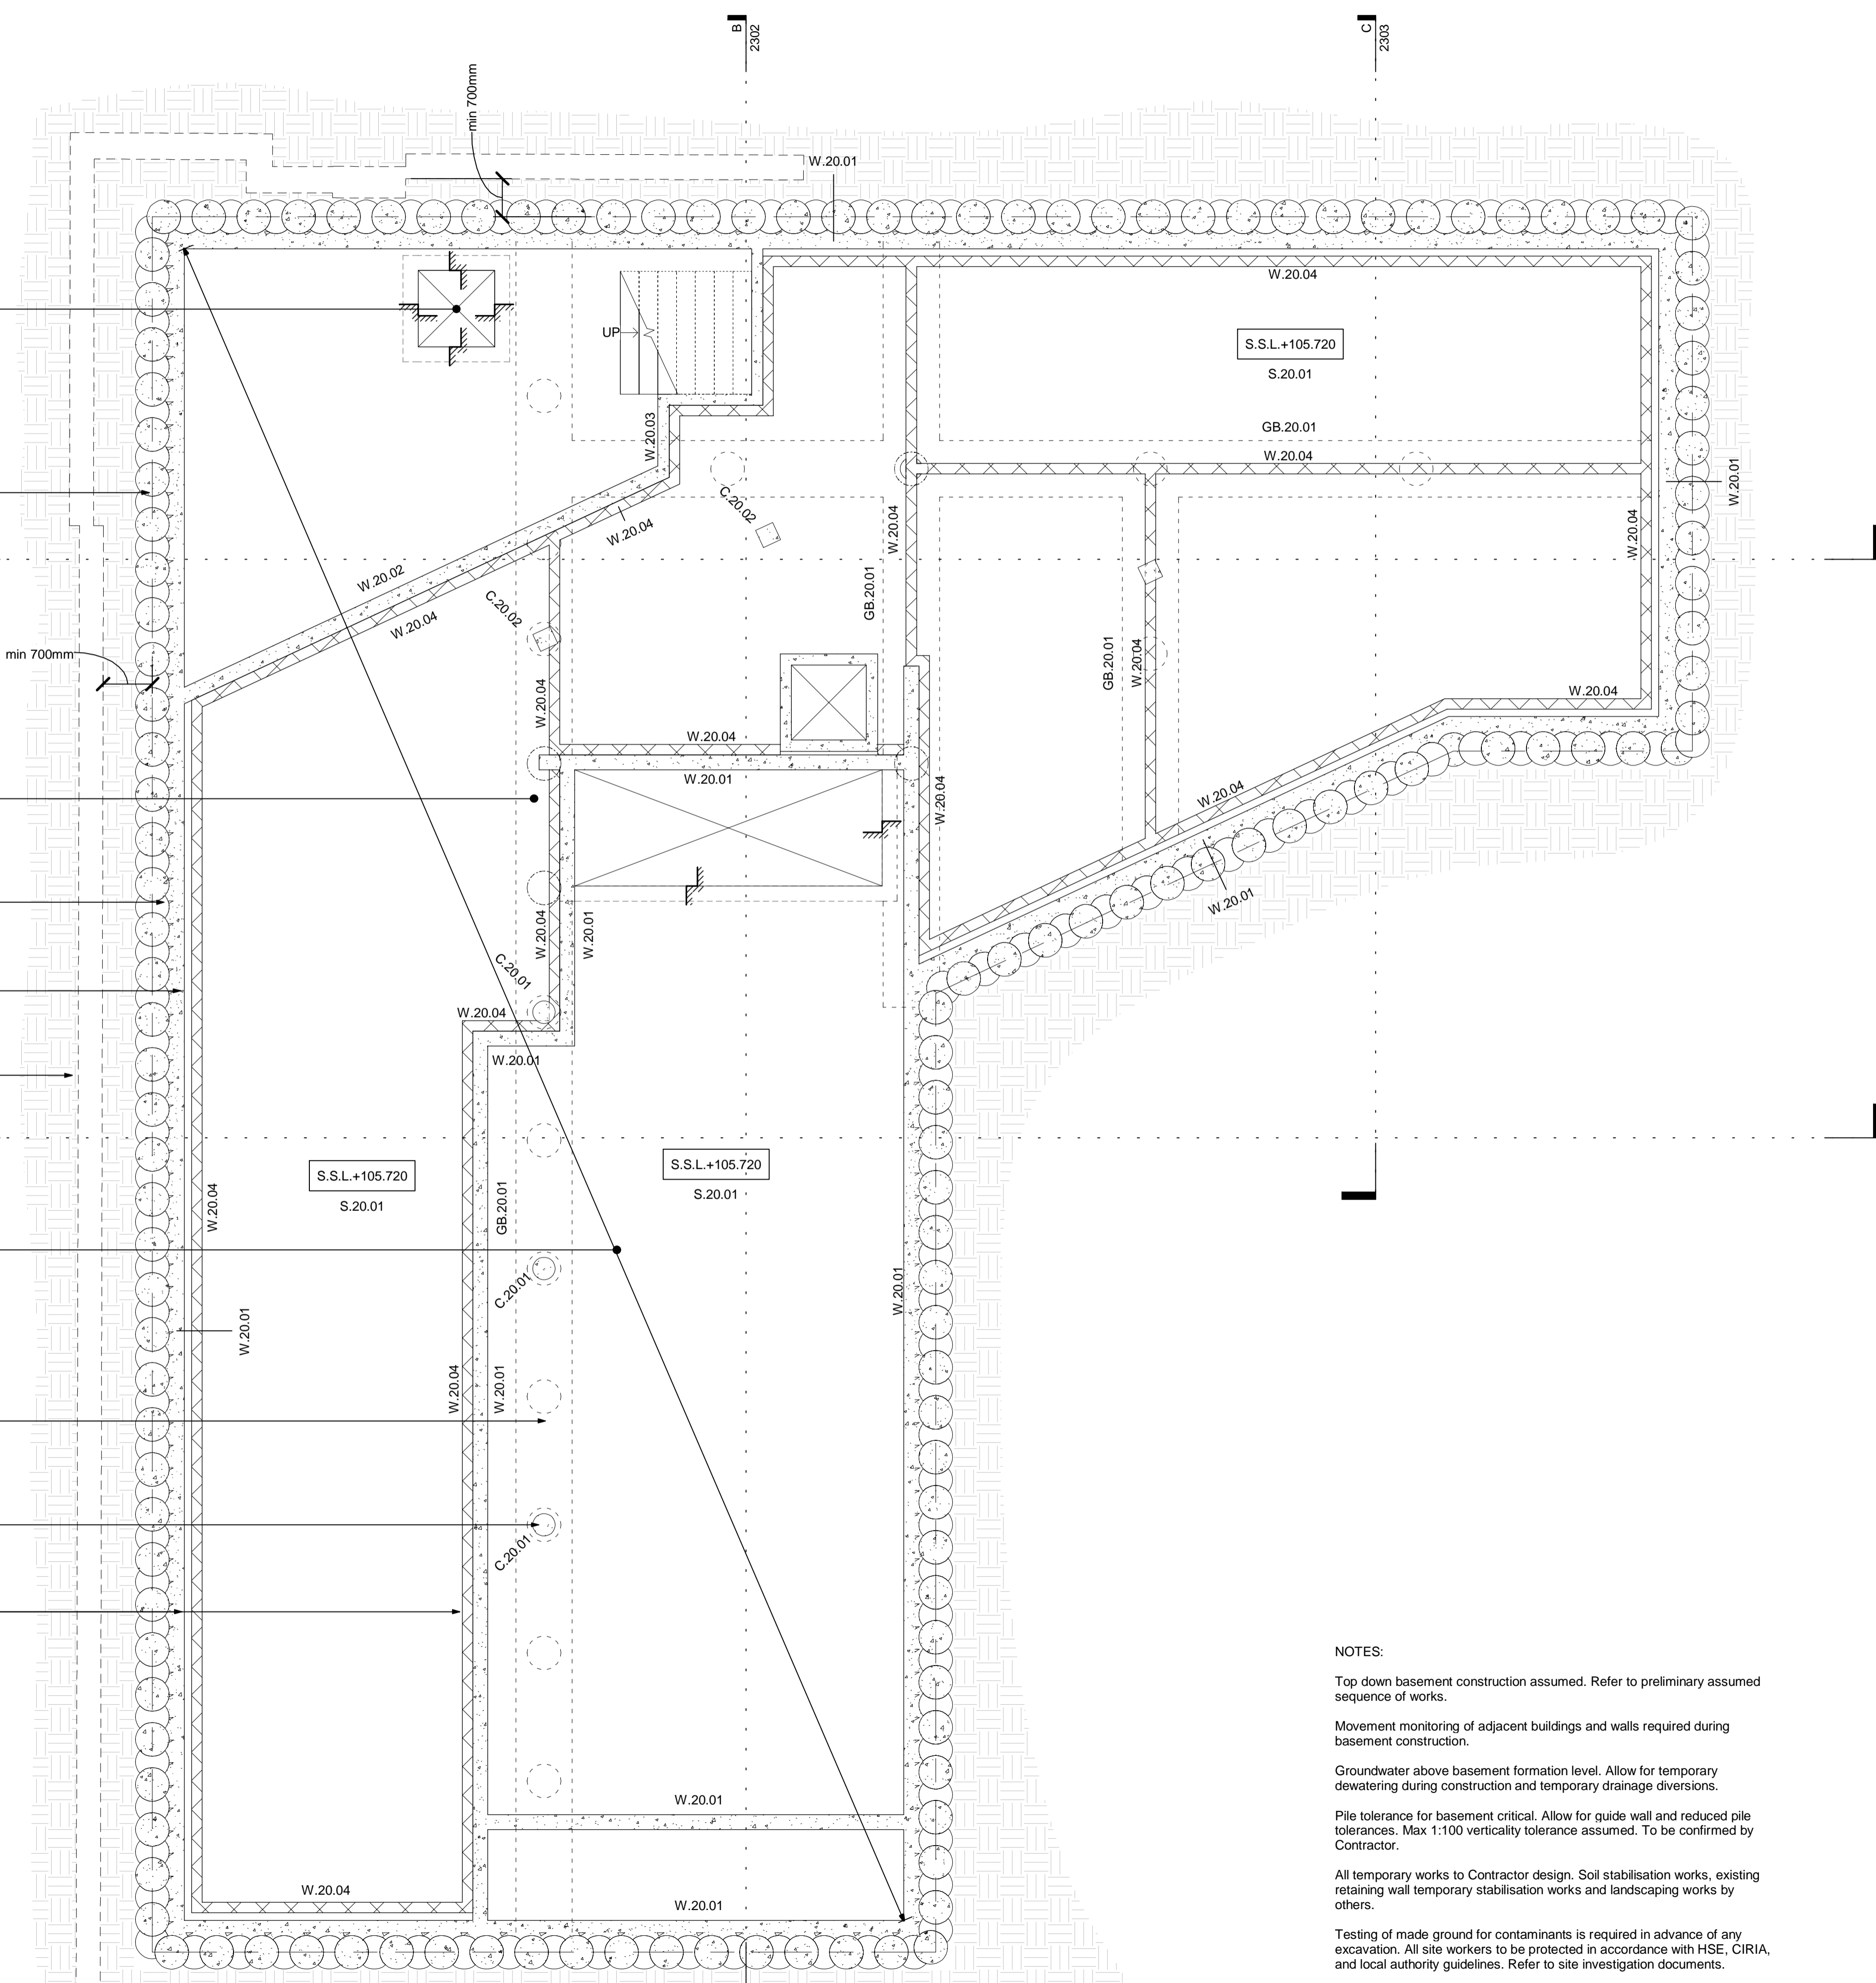 B
2302
C
2303
min 700mm
W.20.01
W.20.04
S.S.L.+105.720
S.20.01
UP
W.20.03
GB.20.01
W.20.04
W.20.01
C.20.02
W.20.04
W.20.04
W.20.04
W.20.02
GB.20.01
C.20.02
W.20.04
min 700mm
GB.20.01
W.20.04
W.20.04
W.20.04
W.20.04
W.20.01
W.20.04
W.20.04
W.20.01
W.20.04
W.20.01
C.20.01
W.20.04
W.20.01
S.S.L.+105.720
S.20.01
S.S.L.+105.720
S.20.01
W.20.04
GB.20.01
C.20.01
W.20.01
W.20.01
W.20.04
W.20.01
C.20.01
W.20.01
W.20.04
W.20.01
NOTES:
Top down basement construction assumed. Refer to preliminary assumed
sequence of works.
Movement monitoring of adjacent buildings and walls required during
basement construction.
Groundwater above basement formation level. Allow for temporary
dewatering during construction and temporary drainage diversions.
Pile tolerance for basement critical. Allow for guide wall and reduced pile
tolerances. Max 1:100 verticality tolerance assumed. To be confirmed by
Contractor.
All temporary works to Contractor design. Soil stabilisation works, existing
retaining wall temporary stabilisation works and landscaping works by
others.
Testing of made ground for contaminants is required in advance of any
excavation. All site workers to be protected in accordance with HSE, CIRIA,
and local authority guidelines. Refer to site investigation documents.